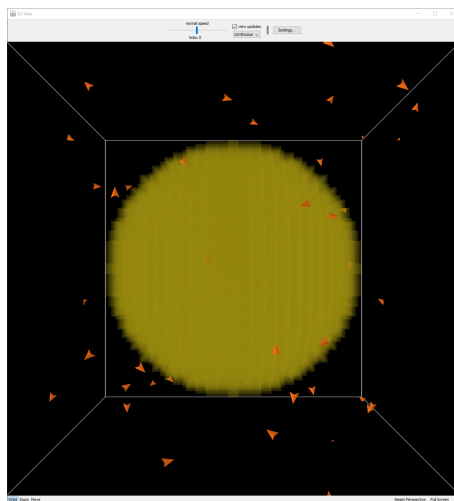 3D View
normal speed
view updates
ticks: 0
continuous
Settings...
Orbit Zoom Move
Reset Perspective Full Screen